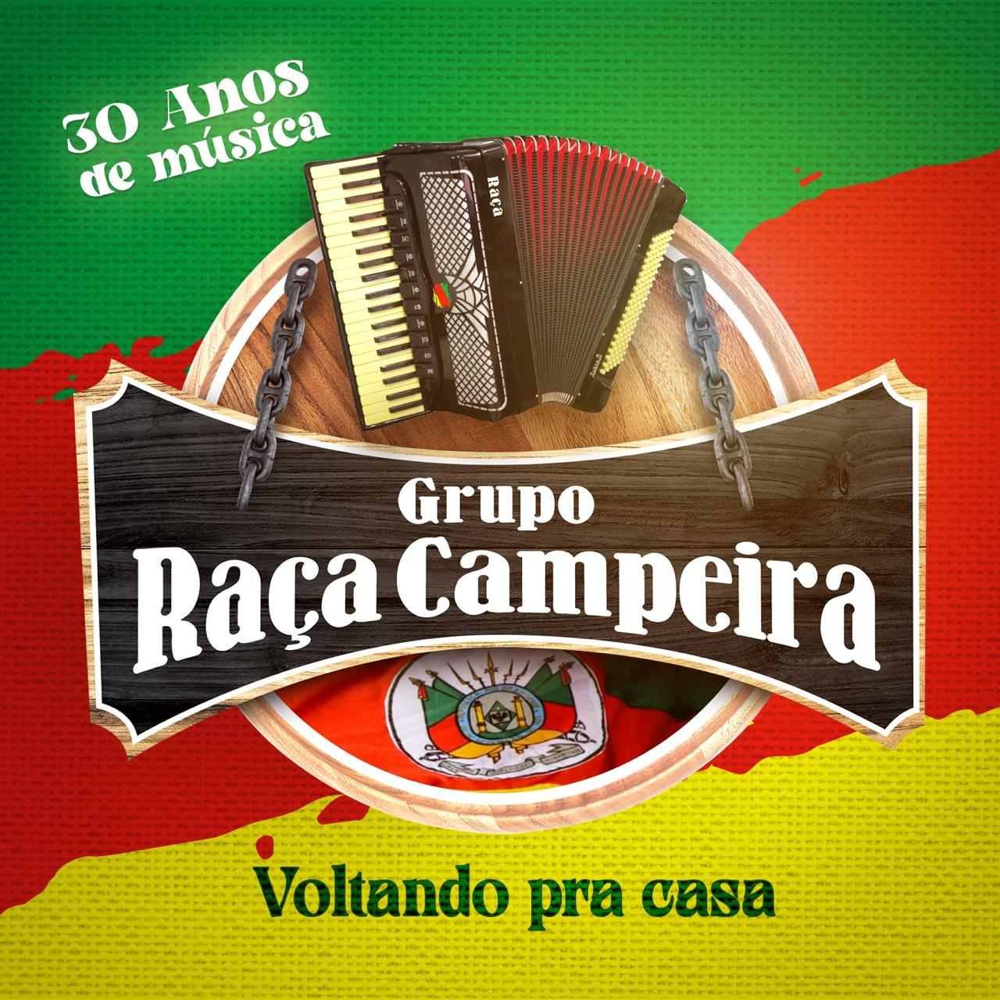 30 Anos
de música
Raça
Grupo
Raça Campeira
Voltando pra casa